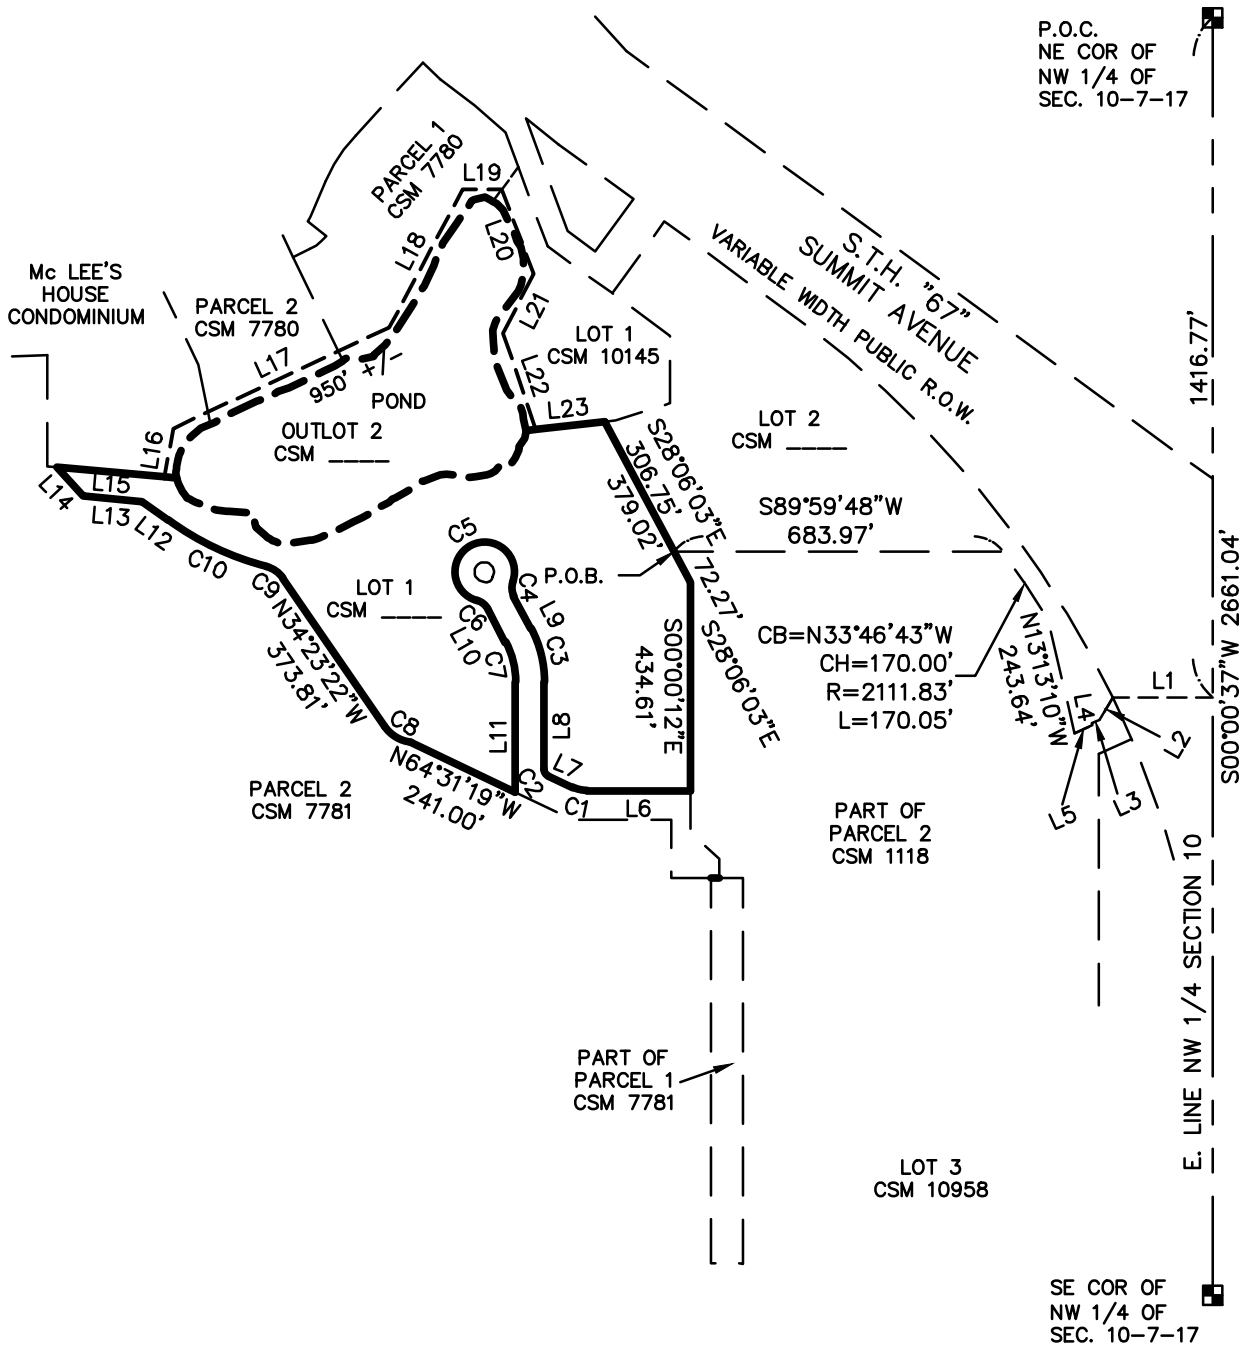 P.O.C.
NE COR OF
NW 1/4 OF
SEC. 10-7-17
PARCEL 1
CSM 7780
L19
L18
L20
S.T.H. "67"
SUMMIT AVENUE
VARIABLE WIDTH PUBLIC R.O.W.
Mc LEE'S
HOUSE
CONDOMINIUM
PARCEL 2
CSM 7780
L17
L21
LOT 1
CSM 10145
L22
1416.77'
950' +/-
POND
OUTLOT 2
CSM ____
L16
L23
LOT 2
CSM ____
S28°06'03"E
306.75'
379.02'
L15
L14
L13
L12
S89°59'48"W
683.97'
S00°00'37"W 2661.04'
C10
C9
C5
P.O.B.
LOT 1
CSM ____
C4
L9
C6
L10
C3
C7
72.27'
S28°06'03"E
N34°23'22"W
373.81'
S00°00'12"E
434.61'
CB=N33°46'43"W
CH=170.00'
R=2111.83'
L=170.05'
N13°13'10"W
243.64'
L1
L4
L2
L3
L5
C8
L11
L8
L7
N64°31'19"W
241.00'
C2
C1
L6
PARCEL 2
CSM 7781
PART OF
PARCEL 2
CSM 1118
E. LINE NW 1/4 SECTION 10
PART OF
PARCEL 1
CSM 7781
LOT 3
CSM 10958
SE COR OF
NW 1/4 OF
SEC. 10-7-17